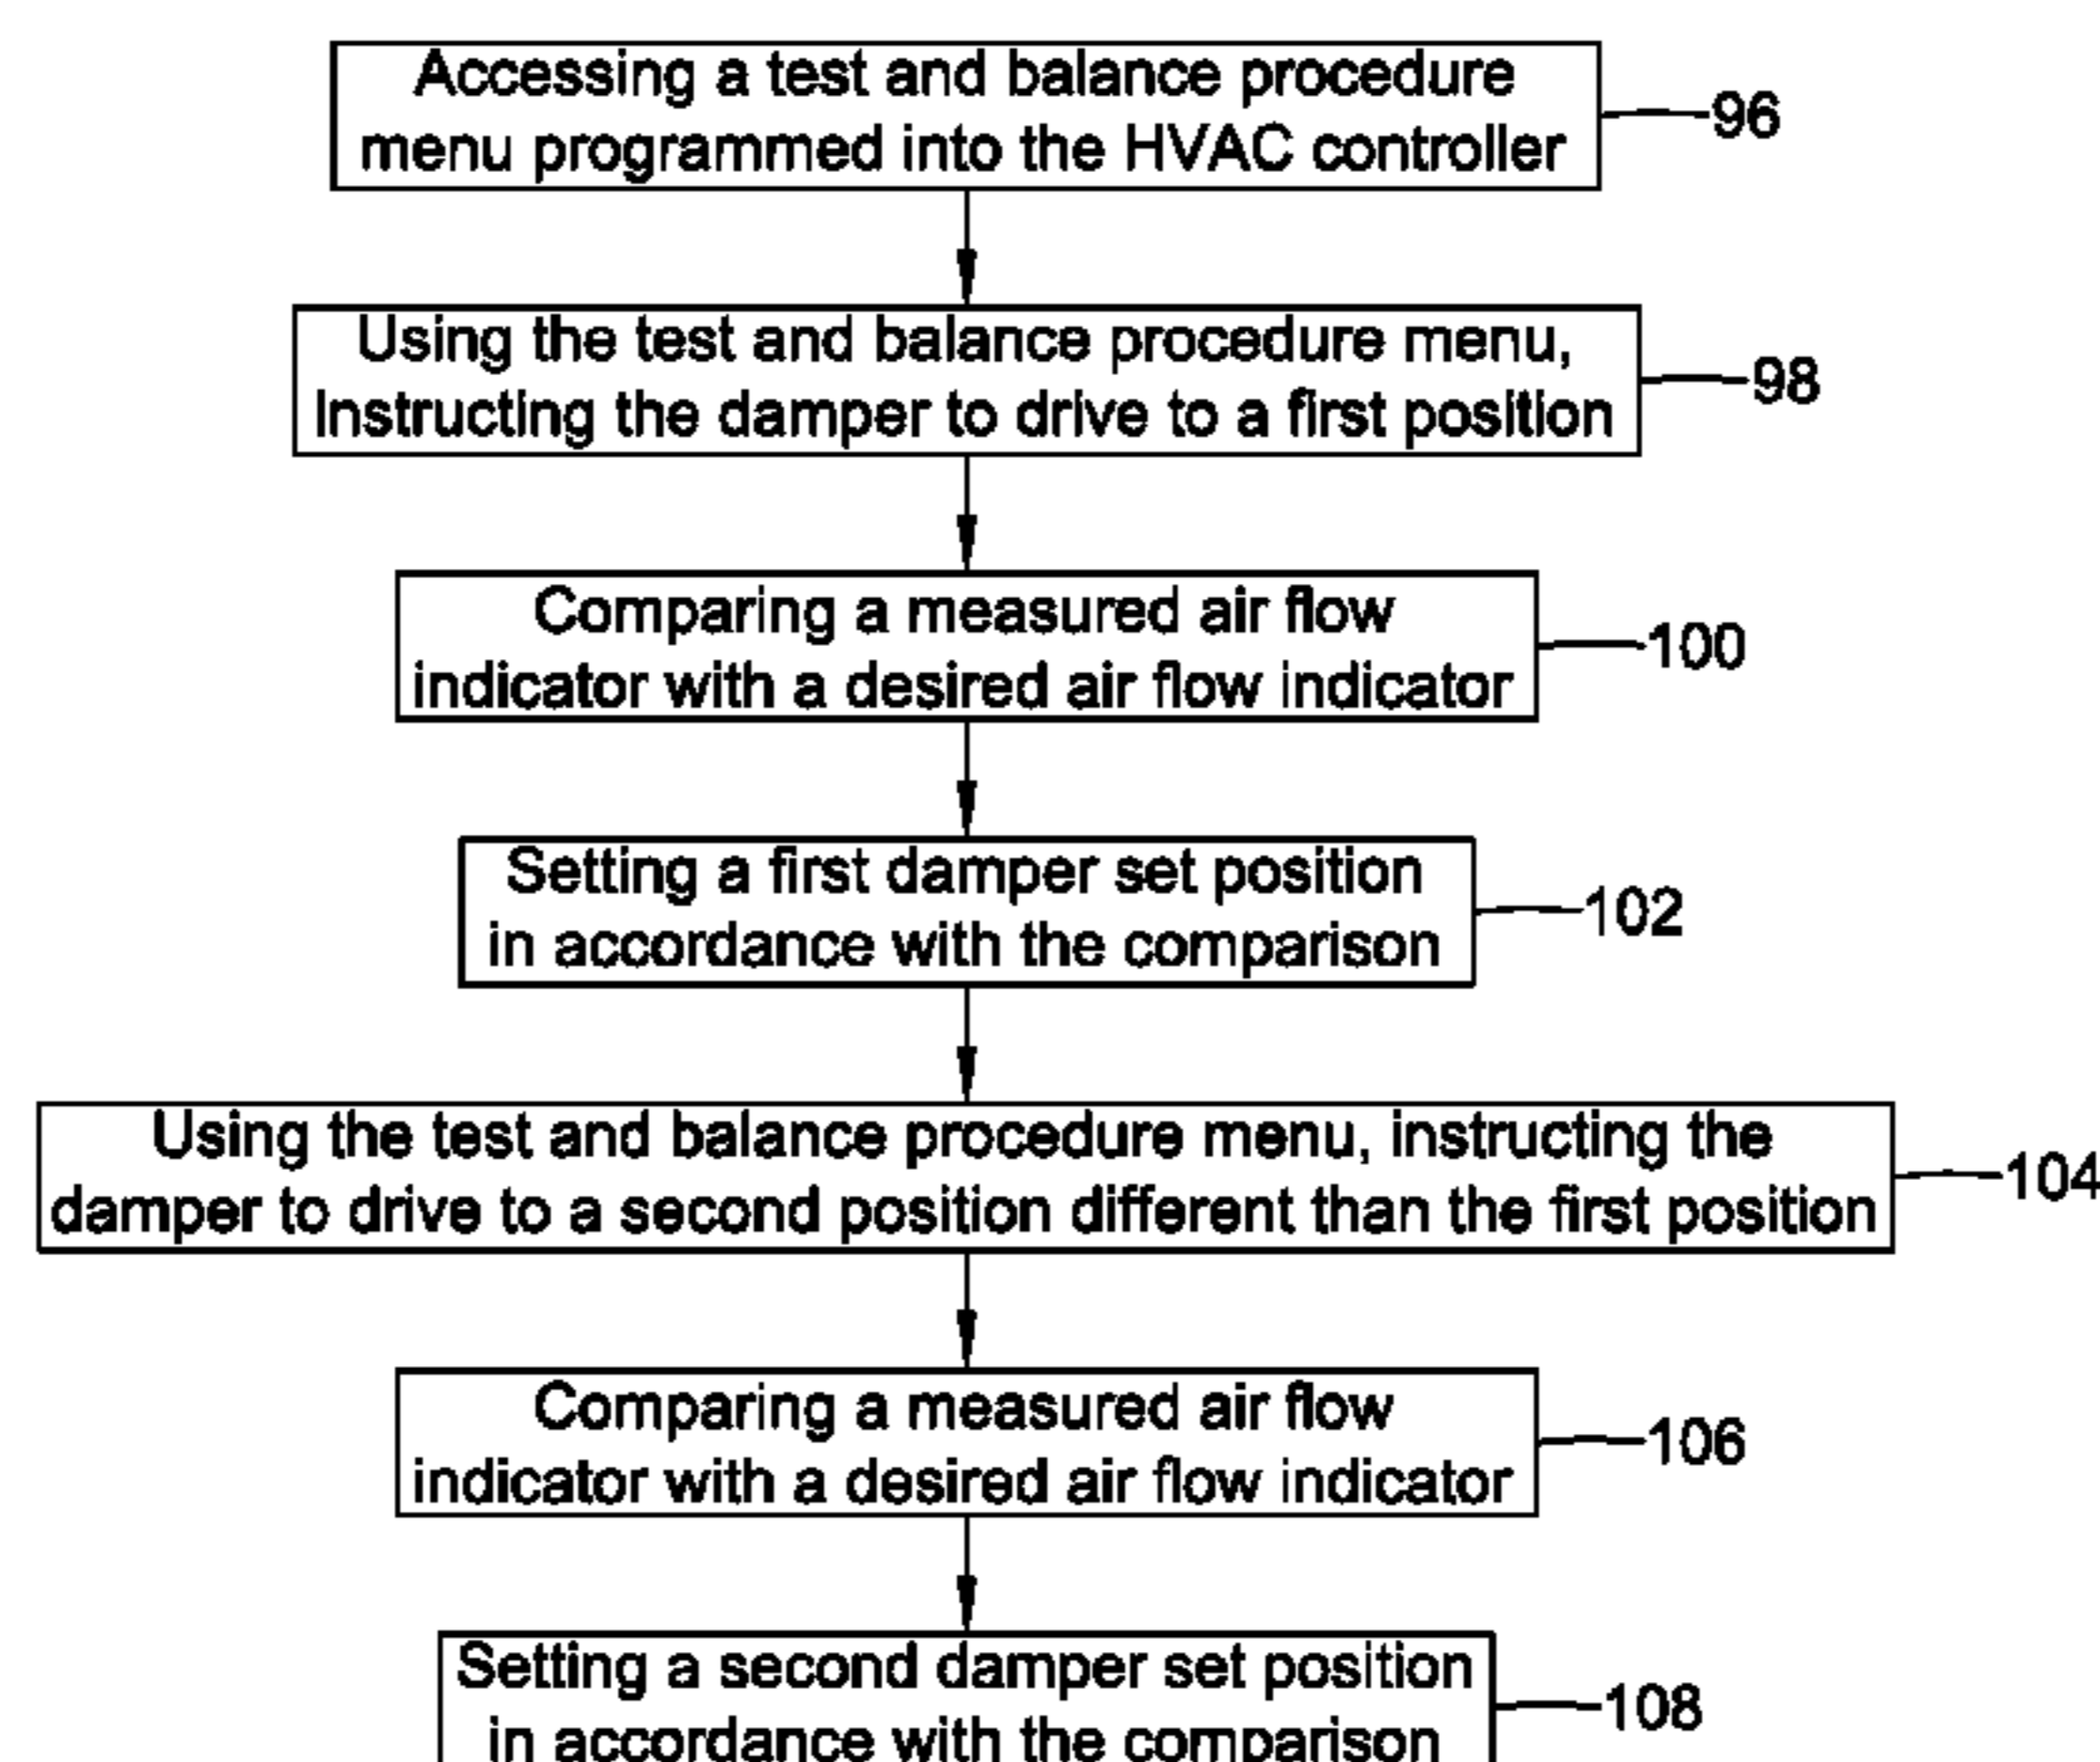 Accessing a test and balance procedure
menu programmed into the HVAC controller
96
Using the test and balance procedure menu,
instructing the damper to drive to a first position
98
Comparing a measured air flow
indicator with a desired air flow indicator
100
Setting a first damper set position
in accordance with the comparison
102
Using the test and balance procedure menu, instructing the
damper to drive to a second position different than the first position
104
Comparing a measured air flow
indicator with a desired air flow indicator
106
Setting a second damper set position
in accordance with the comparison
108